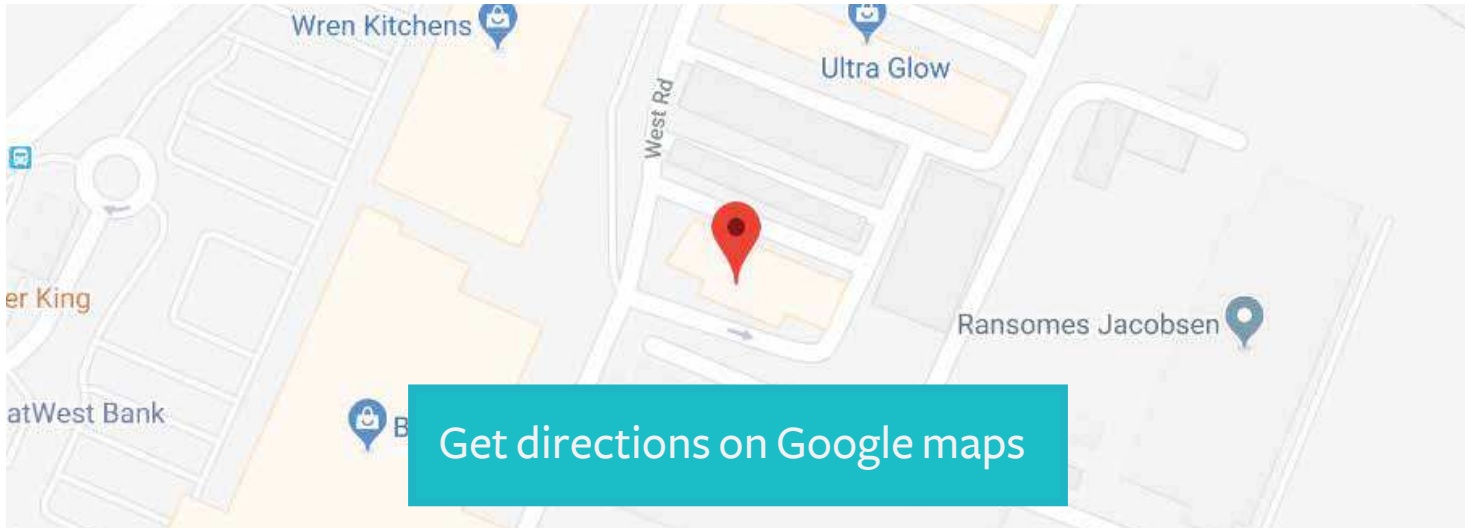 Wren Kitchens
Ultra Glow
West Rd
er King
Ransomes Jacobsen
atWest Bank
B
Get directions on Google maps